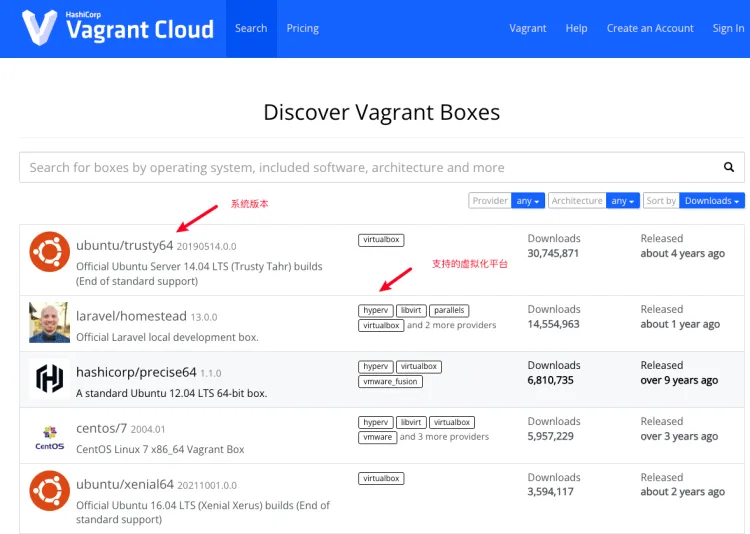 HashiCorp
Vagrant Cloud
Search
Pricing
Vagrant
Help
Create an Account
Sign In
Discover Vagrant Boxes
Search for boxes by operating system, included software, architecture and more
Provider any
Architecture any
Sort by Downloads
系统版本
ubuntu/trusty64 20190514.0.0
Official Ubuntu Server 14.04 LTS (Trusty Tahr) builds
(End of standard support)
virtualbox
Downloads
30,745,871
Released
about 4 years ago
支持的虚拟化平台
laravel/homestead 13.0.0
Official Laravel local development box.
hyperv libvirt parallels
virtualbox and 2 more providers
Downloads
14,554,963
Released
about 1 year ago
hashicorp/precise64 1.1.0
A standard Ubuntu 12.04 LTS 64-bit box.
hyperv virtualbox
vmware_fusion
Downloads
6,810,735
Released
over 9 years ago
CentOS
centos/7 2004.01
CentOS Linux 7 x86_64 Vagrant Box
hyperv libvirt virtualbox
vmware and 3 more providers
Downloads
5,957,229
Released
over 3 years ago
ubuntu/xenial64 20211001.0.0
Official Ubuntu 16.04 LTS (Xenial Xerus) builds (End of
standard support)
virtualbox
Downloads
3,594,117
Released
about 2 years ago